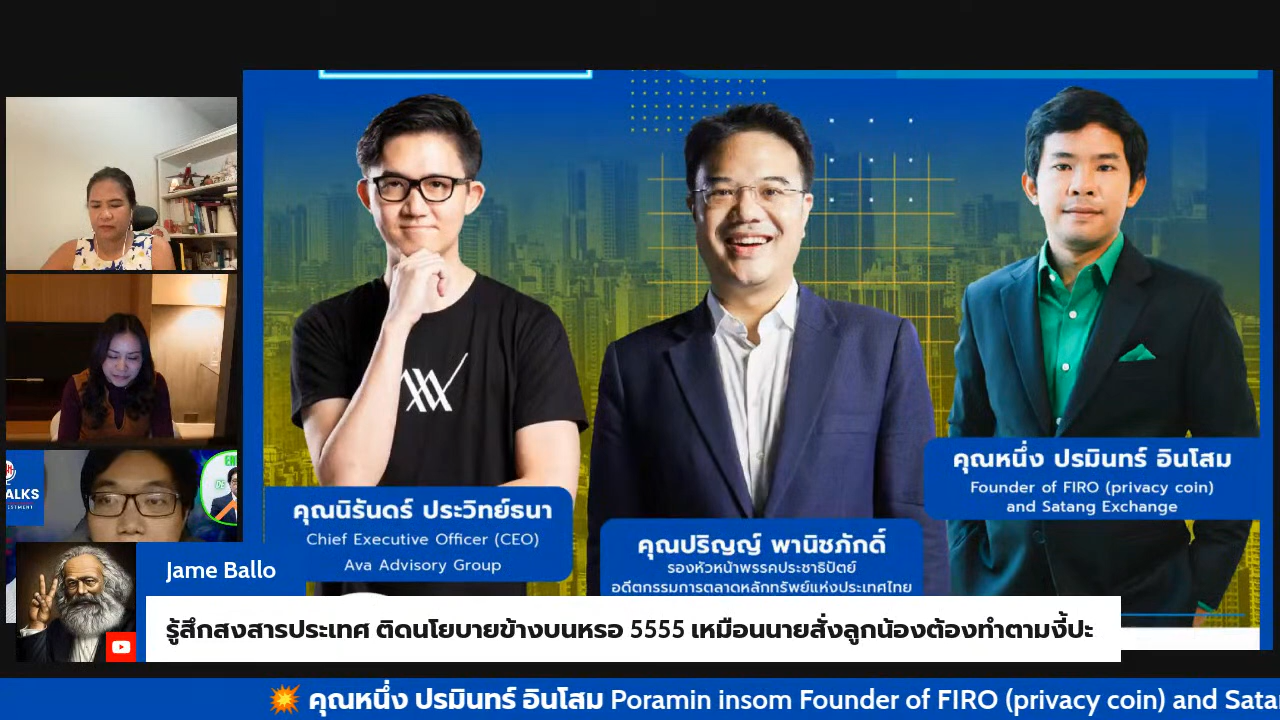 คุณนิรันดร์ ประวิทย์ธนา
Chief Executive Officer (CEO)
Ava Advisory Group
คุณปริญญ์ พานิชภักดิ์
รองหัวหน้าพรรคประชาธิปัตย์
อดีตกรรมการตลาดหลักทรัพย์แห่งประเทศไทย
คุณหนึ่ง ปรมินทร์ อินโสม
Founder of FIRO (privacy coin)
and Satang Exchange
TALKS
Jame Ballo
รู้สึกสงสารประเทศ ติดนโยบายข้างบนหรอ 5555 เหมือนนายสั่งลูกน้องต้องทำตามงี้ปะ
💥 คุณหนึ่ง ปรมินทร์ อินโสม Poramin insom Founder of FIRO (privacy coin) and Satan